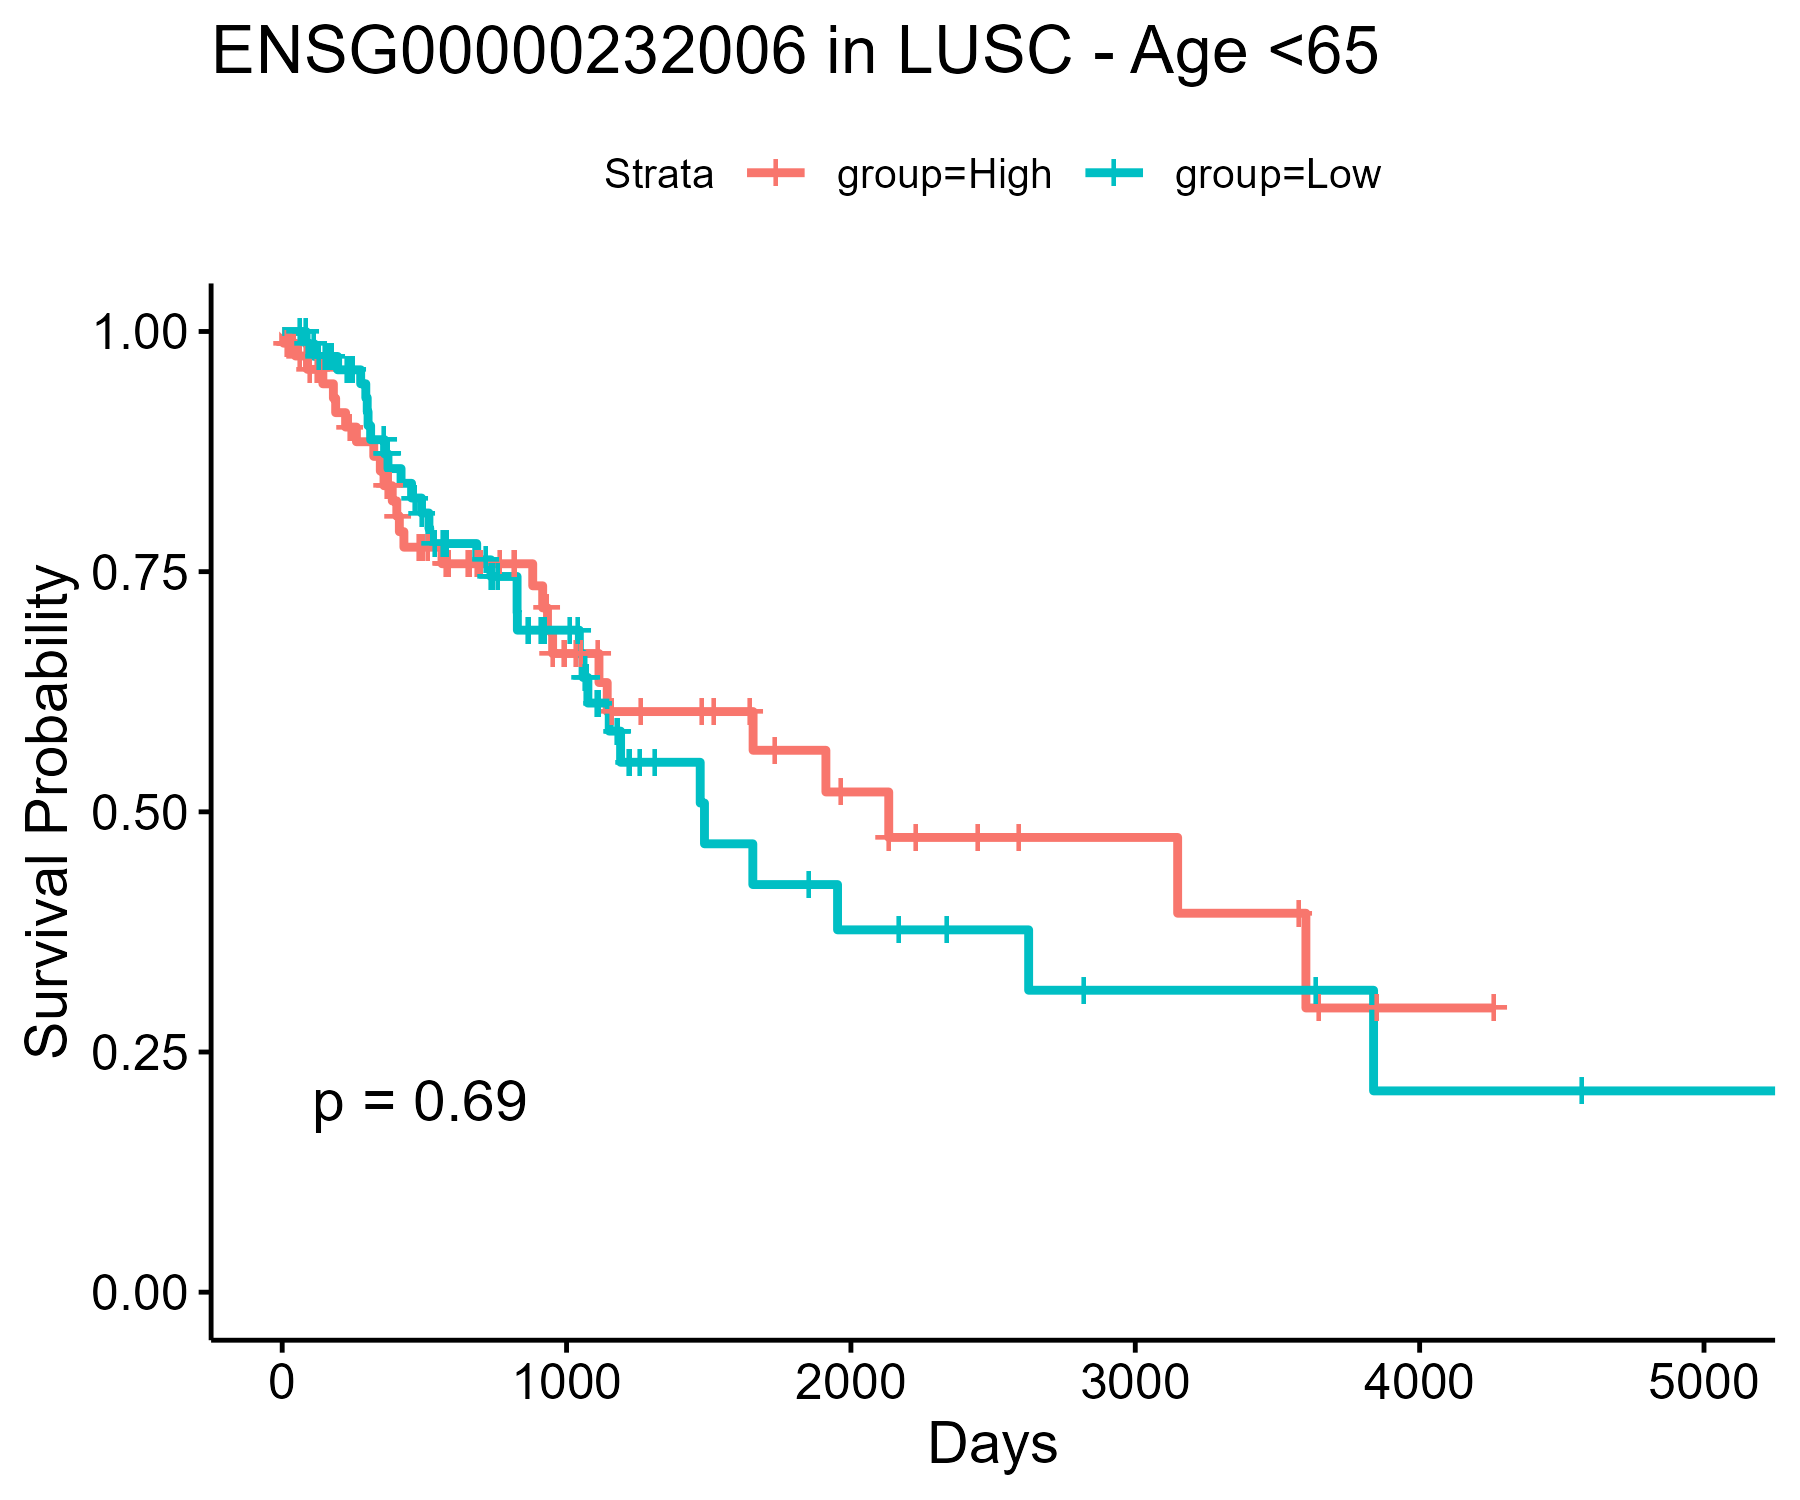 ENSG00000232006 in LUSC - Age <65
Strata group=High group=Low
Survival Probability
1.00
0.75
0.50
0.25
0.00
p = 0.69
0 1000 2000 3000 4000 5000
Days